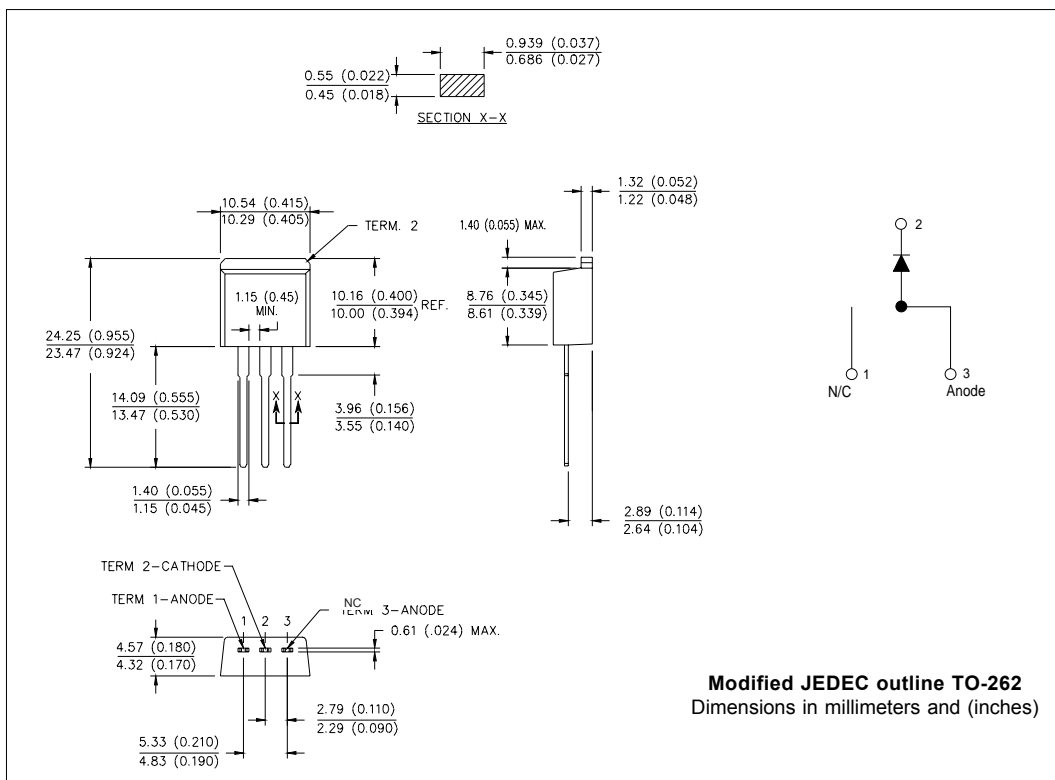 0.939 (0.037)
0.686 (0.027)
0.55 (0.022)
0.45 (0.018)
SECTION X-X
10.54 (0.415)
10.29 (0.405)
TERM. 2
1.32 (0.052)
1.22 (0.048)
1.40 (0.055) MAX.
2
1.15 (0.45)
MIN.
10.16 (0.400)
10.00 (0.394)
REF.
8.76 (0.345)
8.61 (0.339)
24.25 (0.955)
23.47 (0.924)
14.09 (0.555)
13.47 (0.530)
X X
3.96 (0.156)
3.55 (0.140)
1
N/C
3
Anode
1.40 (0.055)
1.15 (0.045)
2.89 (0.114)
2.64 (0.104)
TERM 2-CATHODE
TERM 1-ANODE
NC
3-ANODE
1 2 3
0.61 (.024) MAX.
4.57 (0.180)
4.32 (0.170)
2.79 (0.110)
2.29 (0.090)
5.33 (0.210)
4.83 (0.190)
Modified JEDEC outline TO-262
Dimensions in millimeters and (inches)